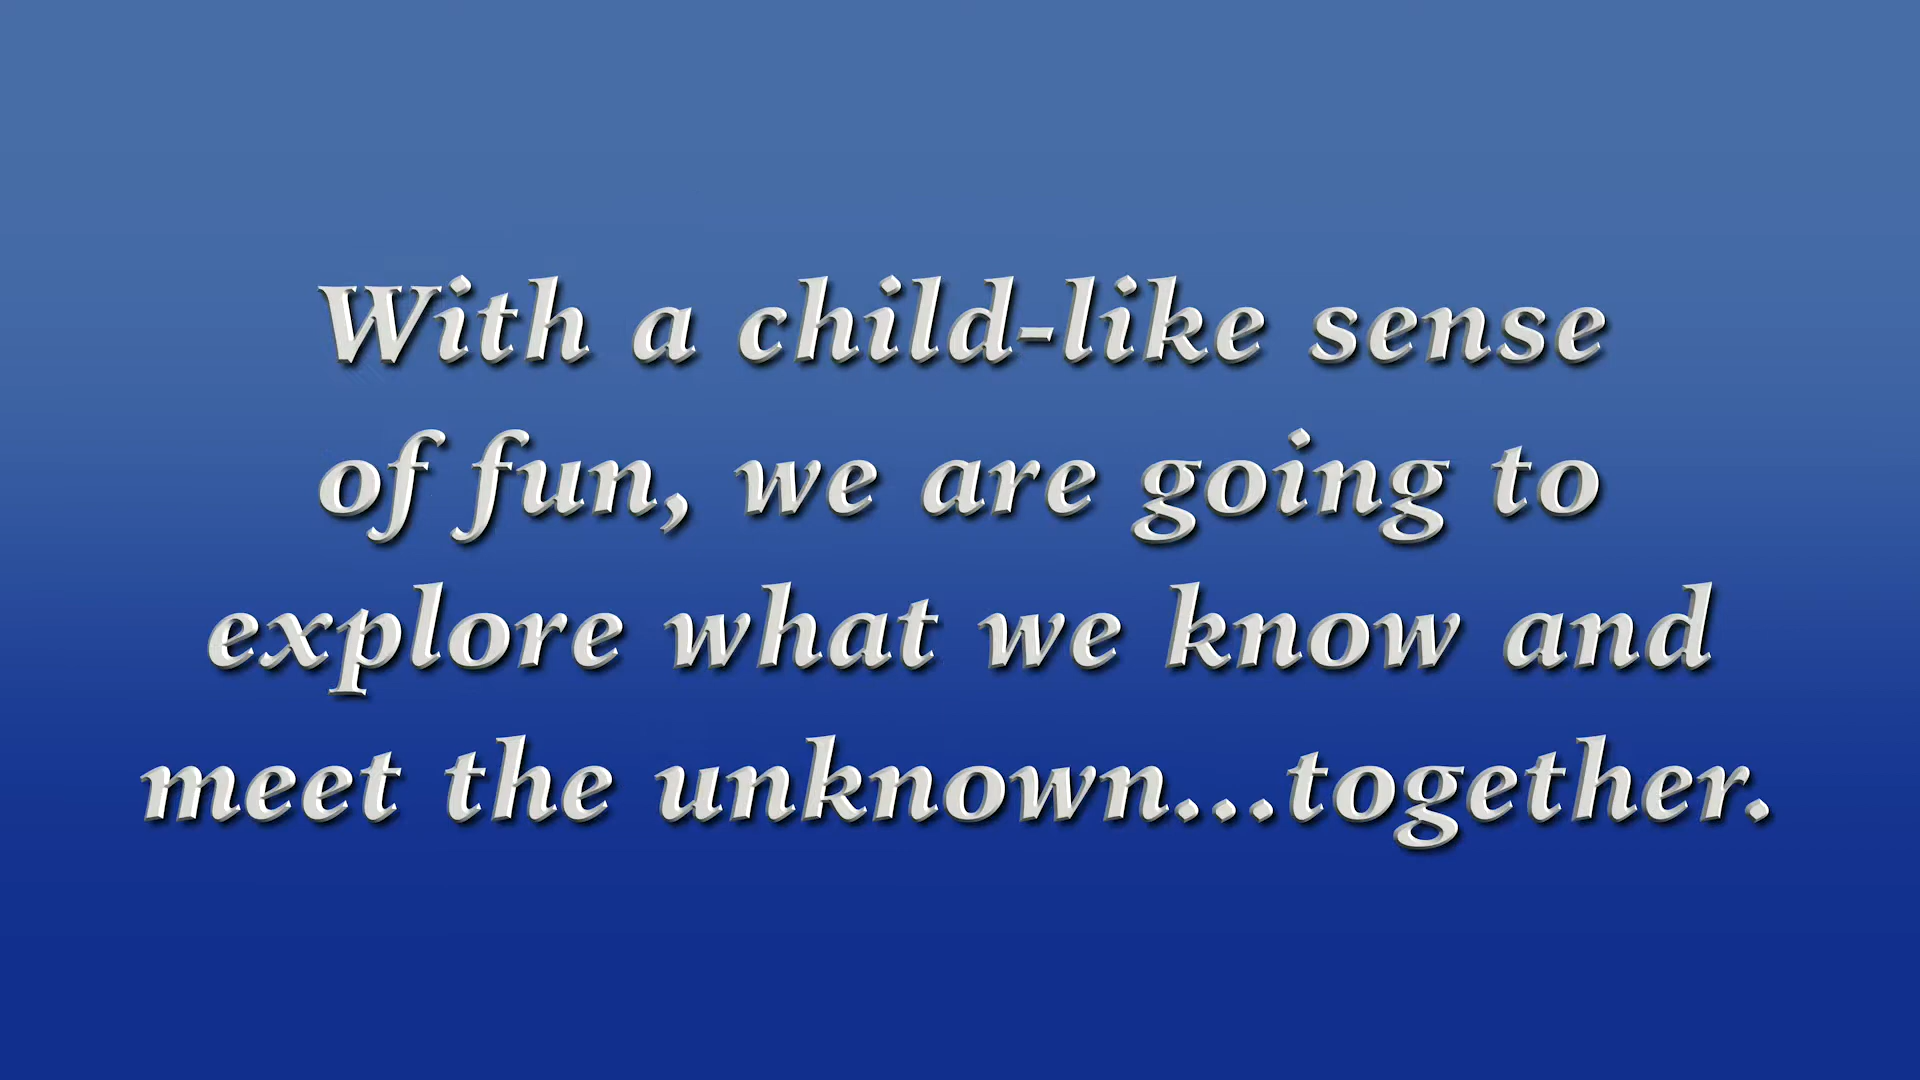 With a child-like sense
of fun, we are going to
explore what we know and
meet the unknown...together.